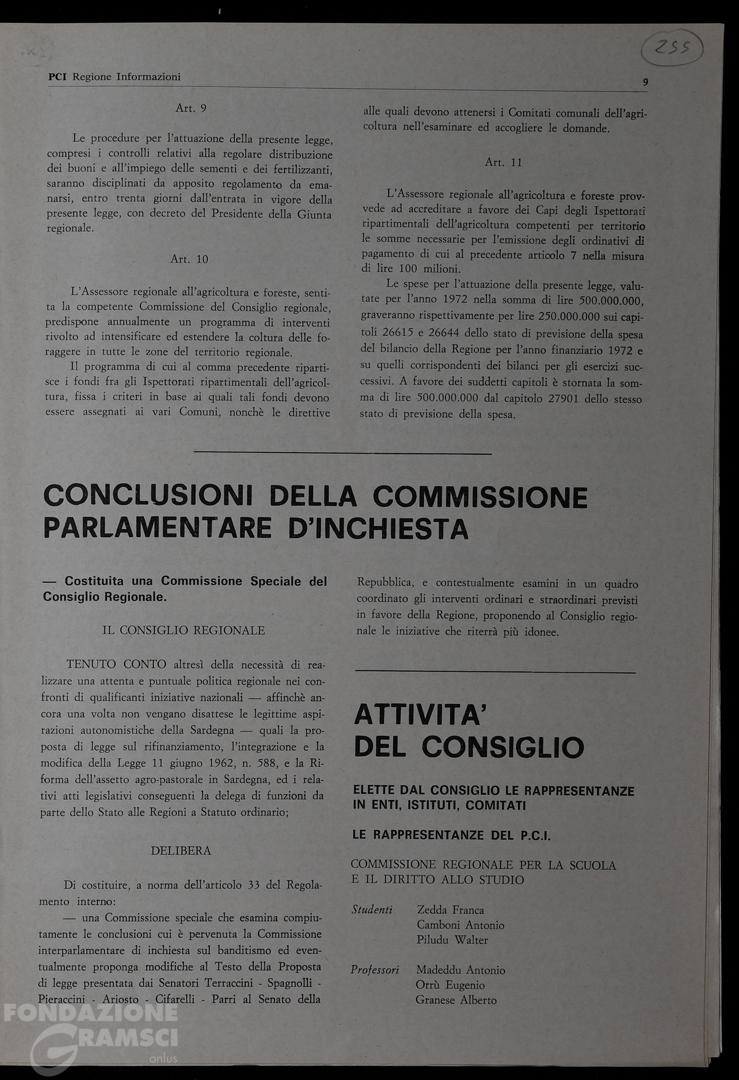 255
PCI Regione Informazioni
9
Art. 9
Le procedure per l'attuazione della presente legge,
compresi i controlli relativi alla regolare distribuzione
dei buoni e all'impiego delle sementi e dei fertilizzanti,
saranno disciplinati da apposito regolamento da ema-
narsi, entro trenta giorni dall'entrata in vigore della
presente legge, con decreto del Presidente della Giunta
regionale.
Art. 10
L'Assessore regionale all'agricoltura e foreste, senti-
ta la competente Commissione del Consiglio regionale,
predispone annualmente un programma di interventi
rivolto ad intensificare ed estendere la coltura delle fo-
raggere in tutte le zone del territorio regionale.
Il programma di cui al comma precedente riparti-
sce i fondi fra gli Ispettorati ripartimentali dell'agricol-
tura, fissa i criteri in base ai quali tali fondi devono
essere assegnati ai vari Comuni, nonchè le direttive
alle quali devono attenersi i Comitati comunali dell'agri-
coltura nell'esaminare ed accogliere le domande.
Art. 11
L'Assessore regionale all'agricoltura e foreste prov-
vede ad accreditare a favore dei Capi degli Ispettorati
ripartimentali dell'agricoltura competenti per territorio
le somme necessarie per l'emissione degli ordinativi di
pagamento di cui al precedente articolo 7 nella misura
di lire 100 milioni.
Le spese per l'attuazione della presente legge, valu-
tate per l'anno 1972 nella somma di lire 500.000.000,
graveranno rispettivamente per lire 250.000.000 sui capi-
toli 26615 e 26644 dello stato di previsione della spesa
del bilancio della Regione per l'anno finanziario 1972 e
su quelli corrispondenti dei bilanci per gli esercizi suc-
cessivi. A favore dei suddetti capitoli è stornata la som-
ma di lire 500.000.000 dal capitolo 27901 dello stesso
stato di previsione della spesa.
CONCLUSIONI DELLA COMMISSIONE
PARLAMENTARE D'INCHIESTA
— Costituita una Commissione Speciale del
Consiglio Regionale.
IL CONSIGLIO REGIONALE
TENUTO CONTO altresì della necessità di rea-
lizzare una attenta e puntuale politica regionale nei con-
fronti di qualificanti iniziative nazionali — affinchè an-
cora una volta non vengano disattese le legittime aspi-
razioni autonomistiche della Sardegna — quali la pro-
posta di legge sul rifinanziamento, l'integrazione e la
modifica della Legge 11 giugno 1962, n. 588, e la Ri-
forma dell'assetto agro-pastorale in Sardegna, ed i rela-
tivi atti legislativi conseguenti la delega di funzioni da
parte dello Stato alle Regioni a Statuto ordinario;
DELIBERA
Di costituire, a norma dell'articolo 33 del Regola-
mento interno:
— una Commissione speciale che esamina compiu-
tamente le conclusioni cui è pervenuta la Commissione
interparlamentare di inchiesta sul banditismo ed even-
tualmente proponga modifiche al Testo della Proposta
di legge presentata dai Senatori Terraccini - Spagnolli -
Pieraccini - Ariosto - Cifarelli - Parri al Senato della
Repubblica, e contestualmente esamini in un quadro
coordinato gli interventi ordinari e straordinari previsti
in favore della Regione, proponendo al Consiglio regio-
nale le iniziative che riterrà più idonee.
ATTIVITA'
DEL CONSIGLIO
ELETTE DAL CONSIGLIO LE RAPPRESENTANZE
IN ENTI, ISTITUTI, COMITATI
LE RAPPRESENTANZE DEL P.C.I.
COMMISSIONE REGIONALE PER LA SCUOLA
E IL DIRITTO ALLO STUDIO
Studenti Zedda Franca
Camboni Antonio
Piludu Walter
Professori Madeddu Antonio
Orrù Eugenio
Granese Alberto
FONDAZIONE
GRAMSCI
onlus